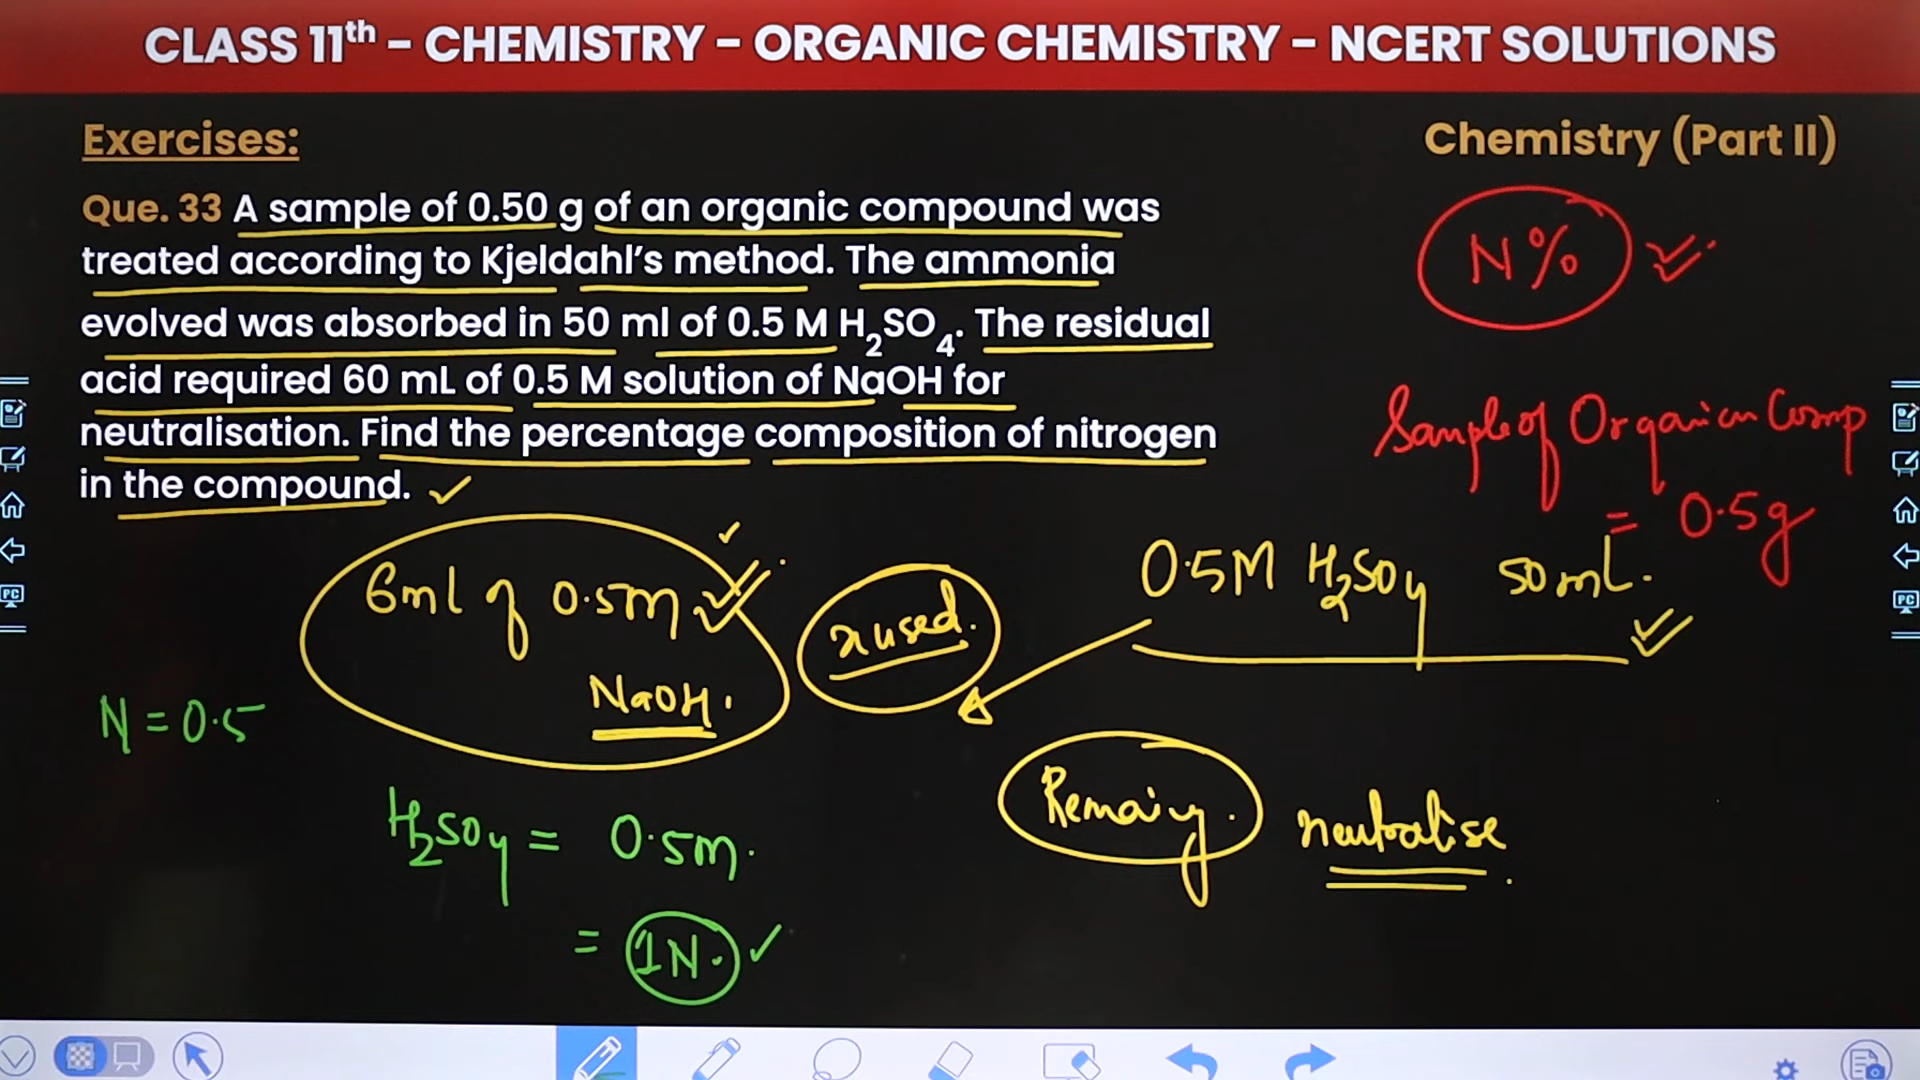 CLASS 11th – CHEMISTRY – ORGANIC CHEMISTRY – NCERT SOLUTIONS
Exercises:
Chemistry (Part II)
Que. 33 A sample of 0.50 g of an organic compound was
treated according to Kjeldahl's method. The ammonia
evolved was absorbed in 50 ml of 0.5 M H₂SO₄. The residual
acid required 60 mL of 0.5 M solution of NaOH for
neutralisation. Find the percentage composition of nitrogen
in the compound.
N%
Sample of Organic Comp
= 0.5g
6ml of 0.5m
NaOH.
used.
0.5M H₂SO₄ 50mL.
N = 0.5
Remaing. neutralise
H₂SO₄ = 0.5m.
= 1N.
PC
PC